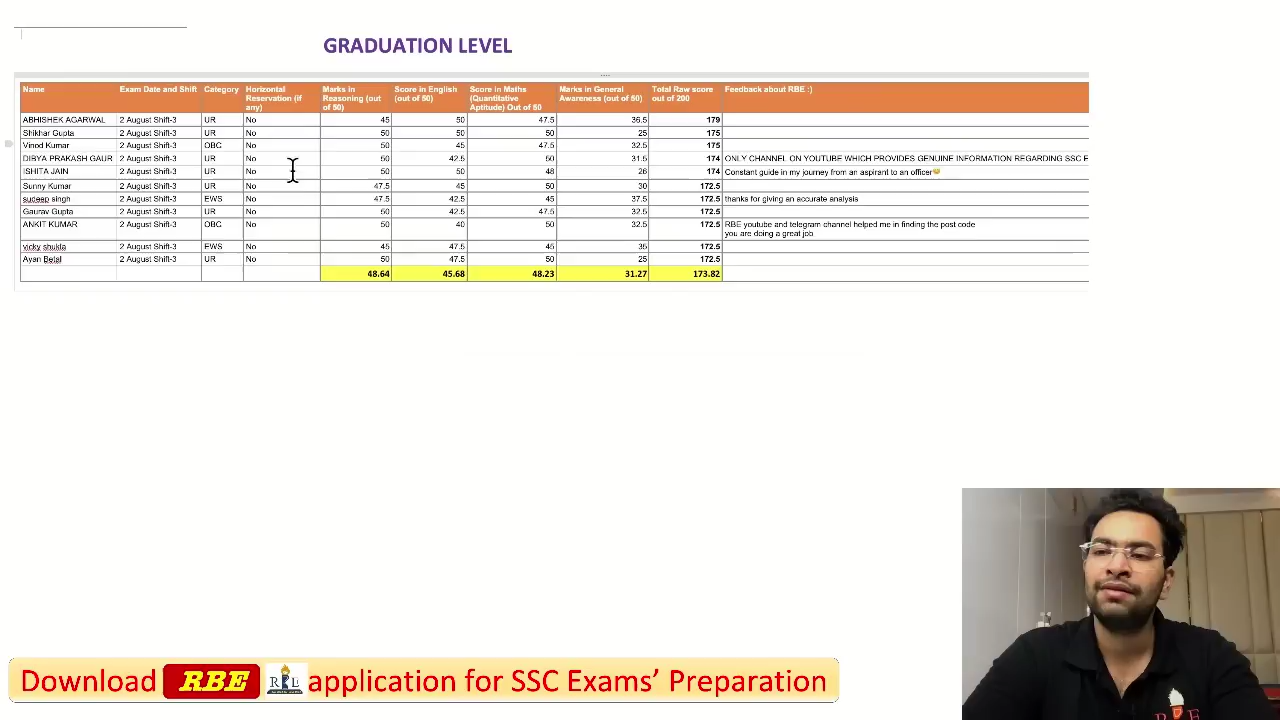 GRADUATION LEVEL
Name Exam Date and Shift Category Horizontal Reservation (if any) Marks in Reasoning (out of 50) Score in English (out of 50) Score in Maths (Quantitative Aptitude) Out of 50 Marks in General Awareness (out of 50) Total Raw score out of 200 Feedback about RBE :)
ABHISHEK AGARWAL 2 August Shift-3 UR No 45 50 47.5 36.5 179
Shikhar Gupta 2 August Shift-3 UR No 50 50 50 25 175
Vinod Kumar 2 August Shift-3 OBC No 50 45 47.5 32.5 175
DIBYA PRAKASH GAUR 2 August Shift-3 UR No 50 42.5 50 31.5 174 ONLY CHANNEL ON YOUTUBE WHICH PROVIDES GENUINE INFORMATION REGARDING SSC E
ISHITA JAIN 2 August Shift-3 UR No 50 50 48 26 174 Constant guide in my journey from an aspirant to an officer
Sunny Kumar 2 August Shift-3 UR No 47.5 45 50 30 172.5
sudeep singh 2 August Shift-3 EWS No 47.5 42.5 45 37.5 172.5 thanks for giving an accurate analysis
Gaurav Gupta 2 August Shift-3 UR No 50 42.5 47.5 32.5 172.5
ANKIT KUMAR 2 August Shift-3 OBC No 50 40 50 32.5 172.5 RBE youtube and telegram channel helped me in finding the post code
you are doing a great job
vicky shukla 2 August Shift-3 EWS No 45 47.5 45 35 172.5
Ayan Betal 2 August Shift-3 UR No 50 47.5 50 25 172.5
48.64 45.68 48.23 31.27 173.82
Download RBE RBE application for SSC Exams’ Preparation
RBE